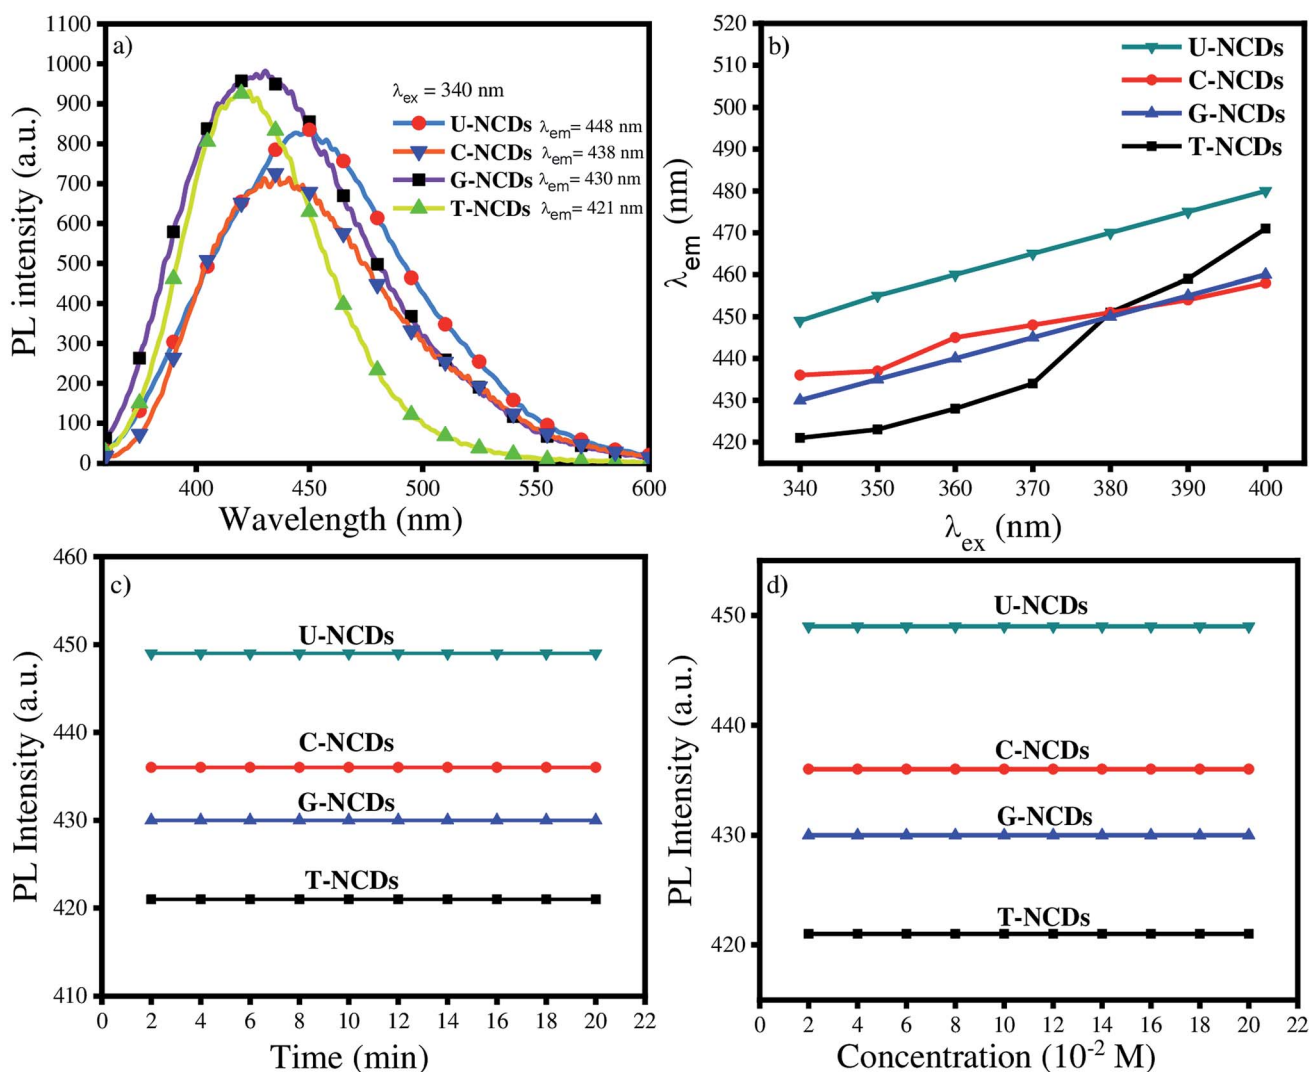 a)
1100
1000
900
800
700
600
500
400
300
200
100
0
PL intensity (a.u.)
λex = 340 nm
U-NCDs λem= 448 nm
C-NCDs λem= 438 nm
G-NCDs λem= 430 nm
T-NCDs λem= 421 nm
400 450 500 550 600
Wavelength (nm)
b)
520
510
500
490
480
470
460
450
440
430
420
λem (nm)
U-NCDs
C-NCDs
G-NCDs
T-NCDs
340 350 360 370 380 390 400
λex (nm)
c)
460
450
440
430
420
410
PL Intensity (a.u.)
U-NCDs
C-NCDs
G-NCDs
T-NCDs
0 2 4 6 8 10 12 14 16 18 20 22
Time (min)
d)
450
440
430
420
PL Intensity (a.u.)
U-NCDs
C-NCDs
G-NCDs
T-NCDs
0 2 4 6 8 10 12 14 16 18 20 22
Concentration (10⁻² M)